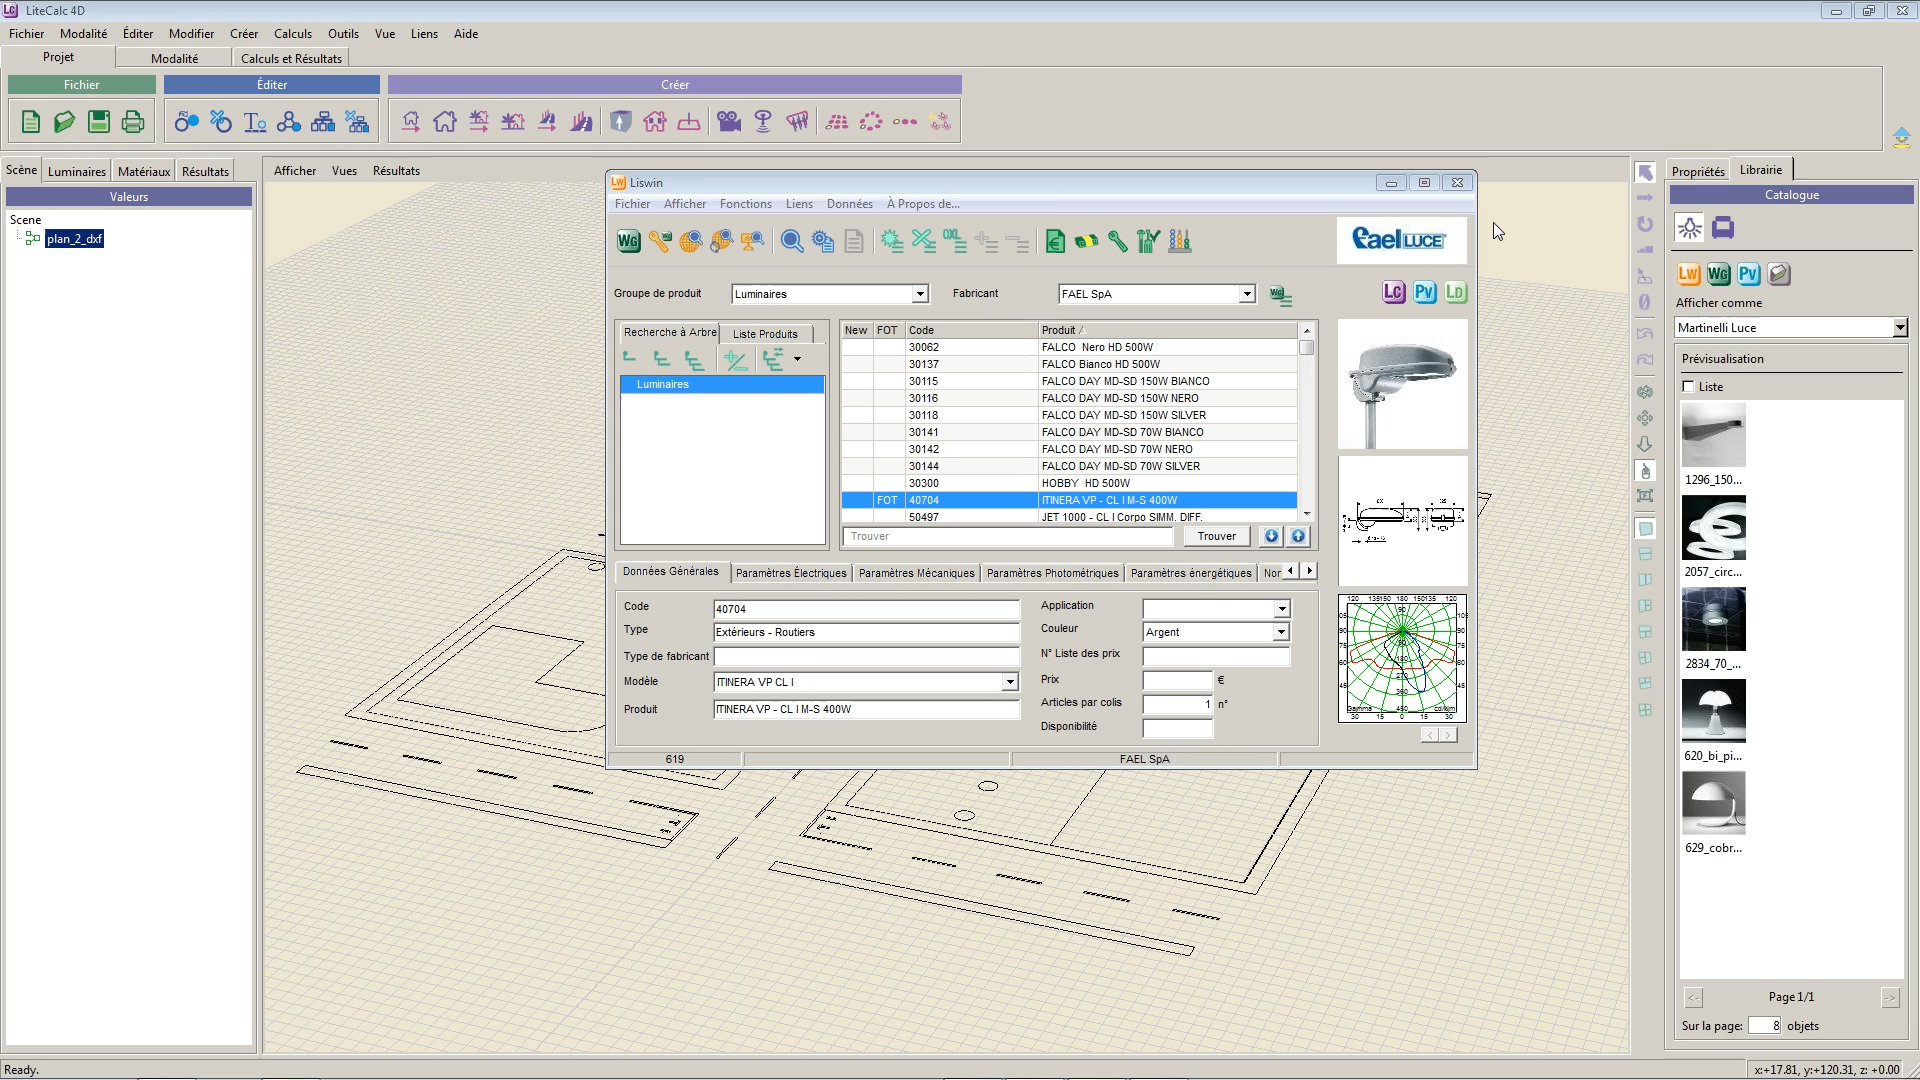 LiteCalc 4D
Fichier Modalité Éditer Modifier Créer Calculs Outils Vue Liens Aide
Projet Modalité Calculs et Résultats
Fichier Éditer Créer
Scène Luminaires Matériaux Résultats
Valeurs
Scene
plan_2_dxf
Afficher Vues Résultats
Liswin
Fichier Afficher Fonctions Liens Données À Propos de...
fael LUCE
Groupe de produit Luminaires Fabricant FAEL SpA
Recherche à Arbre Liste Produits
Luminaires
New FOT Code Produit
30062 FALCO Nero HD 500W
30137 FALCO Bianco HD 500W
30115 FALCO DAY MD-SD 150W BIANCO
30116 FALCO DAY MD-SD 150W NERO
30118 FALCO DAY MD-SD 150W SILVER
30141 FALCO DAY MD-SD 70W BIANCO
30142 FALCO DAY MD-SD 70W NERO
30144 FALCO DAY MD-SD 70W SILVER
30300 HOBBY HD 500W
FOT 40704 ITINERA VP - CL I M-S 400W
50497 JET 1000 - CL I Corpo SIMM. DIFF.
Trouver Trouver
Données Générales Paramètres Électriques Paramètres Mécaniques Paramètres Photométriques Paramètres énergétiques Nor
Code 40704
Type Extérieurs - Routiers
Type de fabricant
Modèle ITINERA VP CL I
Produit ITINERA VP - CL I M-S 400W
Application
Couleur Argent
N° Liste des prix
Prix €
Articles par colis 1 n°
Disponibilité
619 FAEL SpA
Propriétés Librairie
Catalogue
Lw Wg Pv
Afficher comme
Martinelli Luce
Prévisualisation
Liste
1296_150...
2057_circ...
2834_70_...
620_bi_pi...
629_cobr...
Page 1/1
Sur la page: 8 objets
Ready.
x:+17.81, y:+120.31, z: +0.00